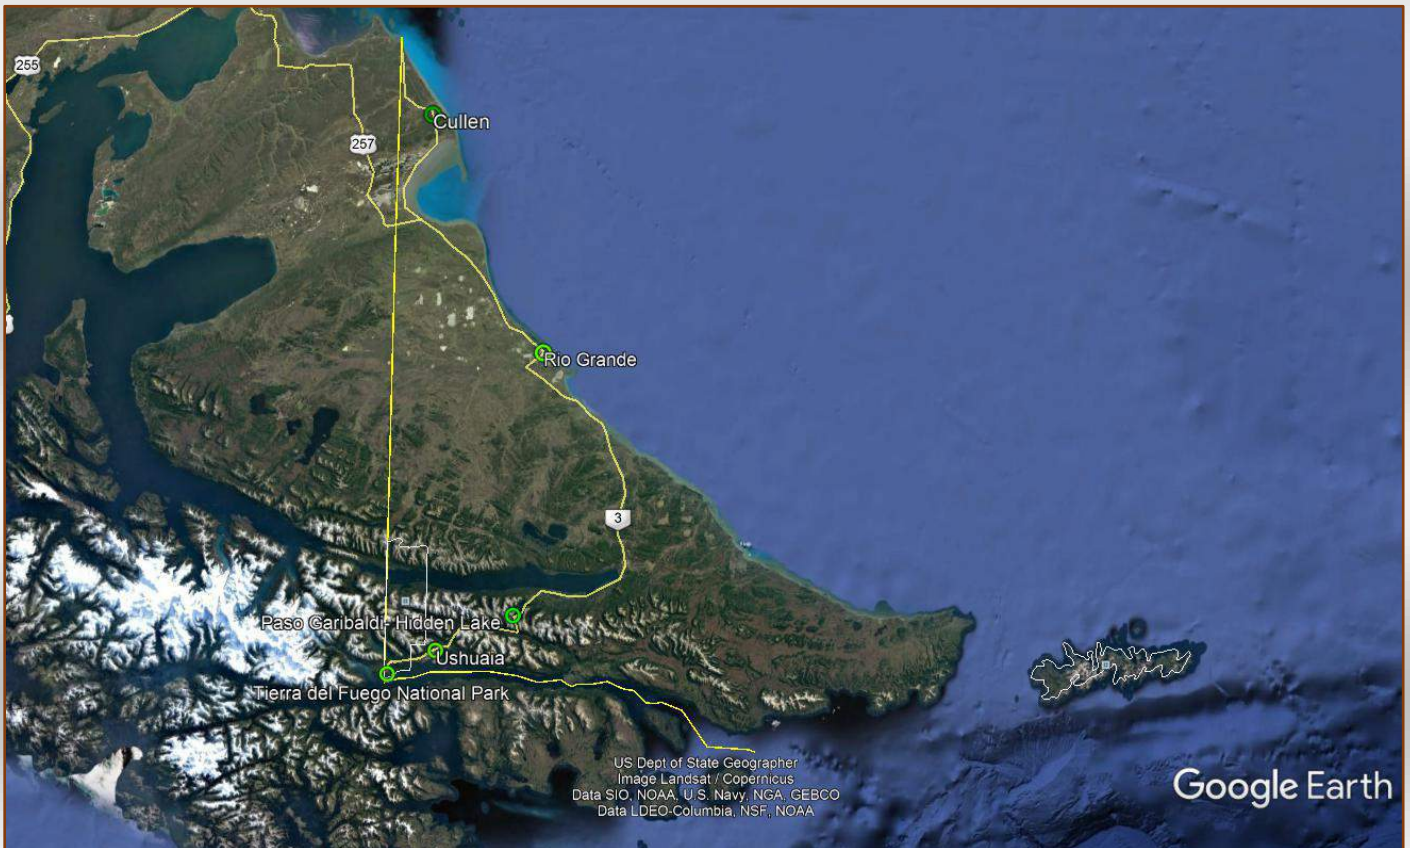 255
Cullen
257
Rio Grande
3
Paso Garibaldi- Hidden Lake
Ushuaia
Tierra del Fuego National Park
US Dept of State Geographer
Image Landsat / Copernicus
Data SIO, NOAA, U.S. Navy, NGA, GEBCO
Data LDEO-Columbia, NSF, NOAA
Google Earth